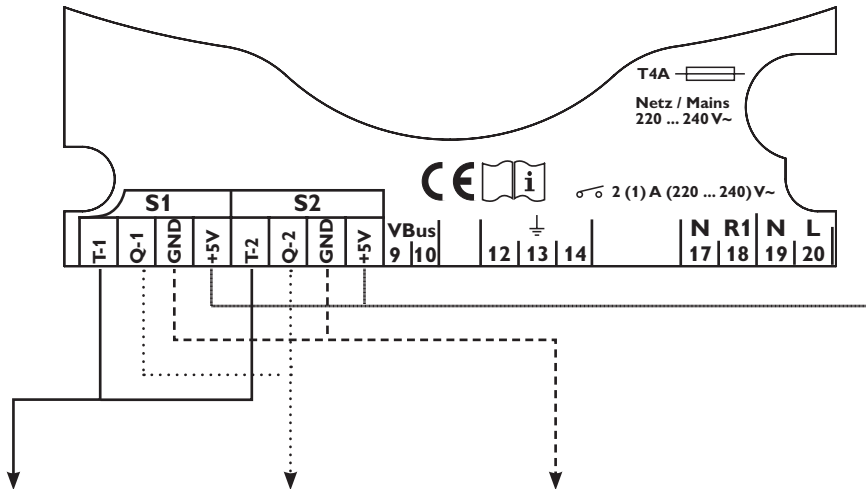 T4A
Netz / Mains
220 ... 240 V~
CE i
2 (1) A (220 ... 240) V~
S1 S2
T-1 Q-1 GND +5V T-2 Q-2 GND +5V
VBus
9 10 12 13 14
N R1 N L
17 18 19 20